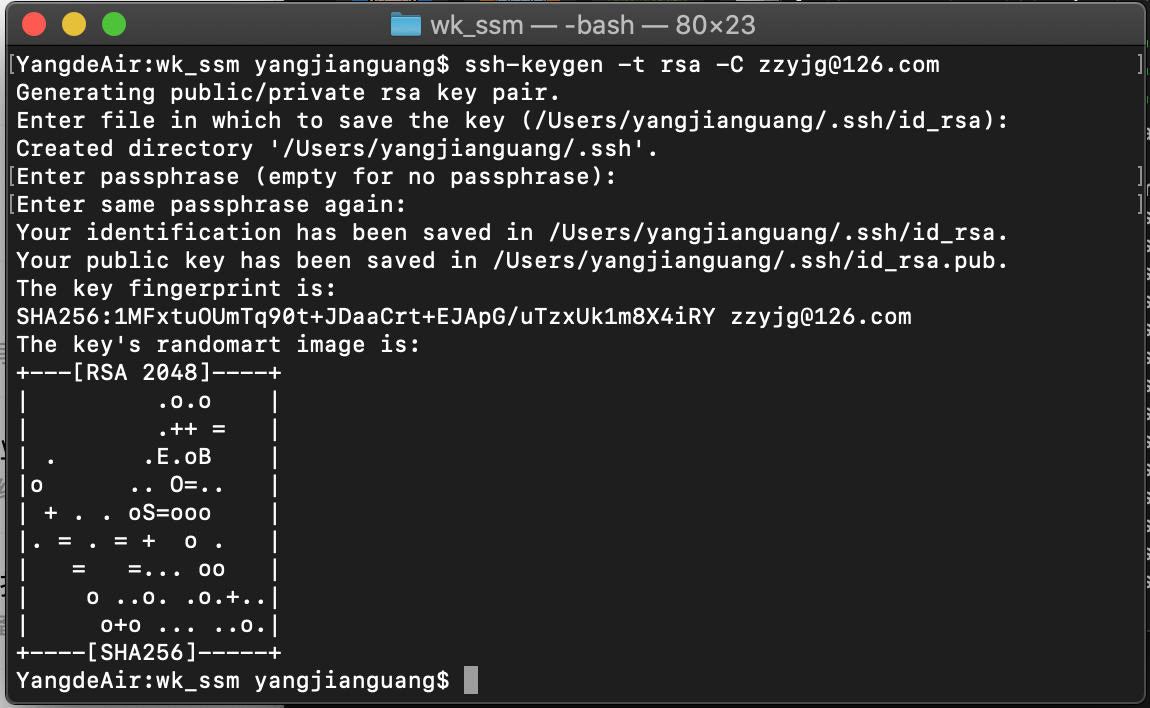 wk_ssm — -bash — 80×23
[YangdeAir:wk_ssm yangjianguang$ ssh-keygen -t rsa -C zzyjg@126.com ]
Generating public/private rsa key pair.
Enter file in which to save the key (/Users/yangjianguang/.ssh/id_rsa):
Created directory '/Users/yangjianguang/.ssh'.
[Enter passphrase (empty for no passphrase): ]
[Enter same passphrase again: ]
Your identification has been saved in /Users/yangjianguang/.ssh/id_rsa.
Your public key has been saved in /Users/yangjianguang/.ssh/id_rsa.pub.
The key fingerprint is:
SHA256:1MFxtuOUmTq90t+JDaaCrt+EJApG/uTzxUk1m8X4iRY zzyjg@126.com
The key's randomart image is:
+---[RSA 2048]----+
|          .o.o    |
|          .++ =   |
| .       .E.oB    |
|o       .. O=..   |
| + . . oS=ooo    |
|. = . = +  o .   |
|   =   =... oo   |
|    o ..o. .o.+..|
|     o+o ... ..o.|
+----[SHA256]-----+
YangdeAir:wk_ssm yangjianguang$